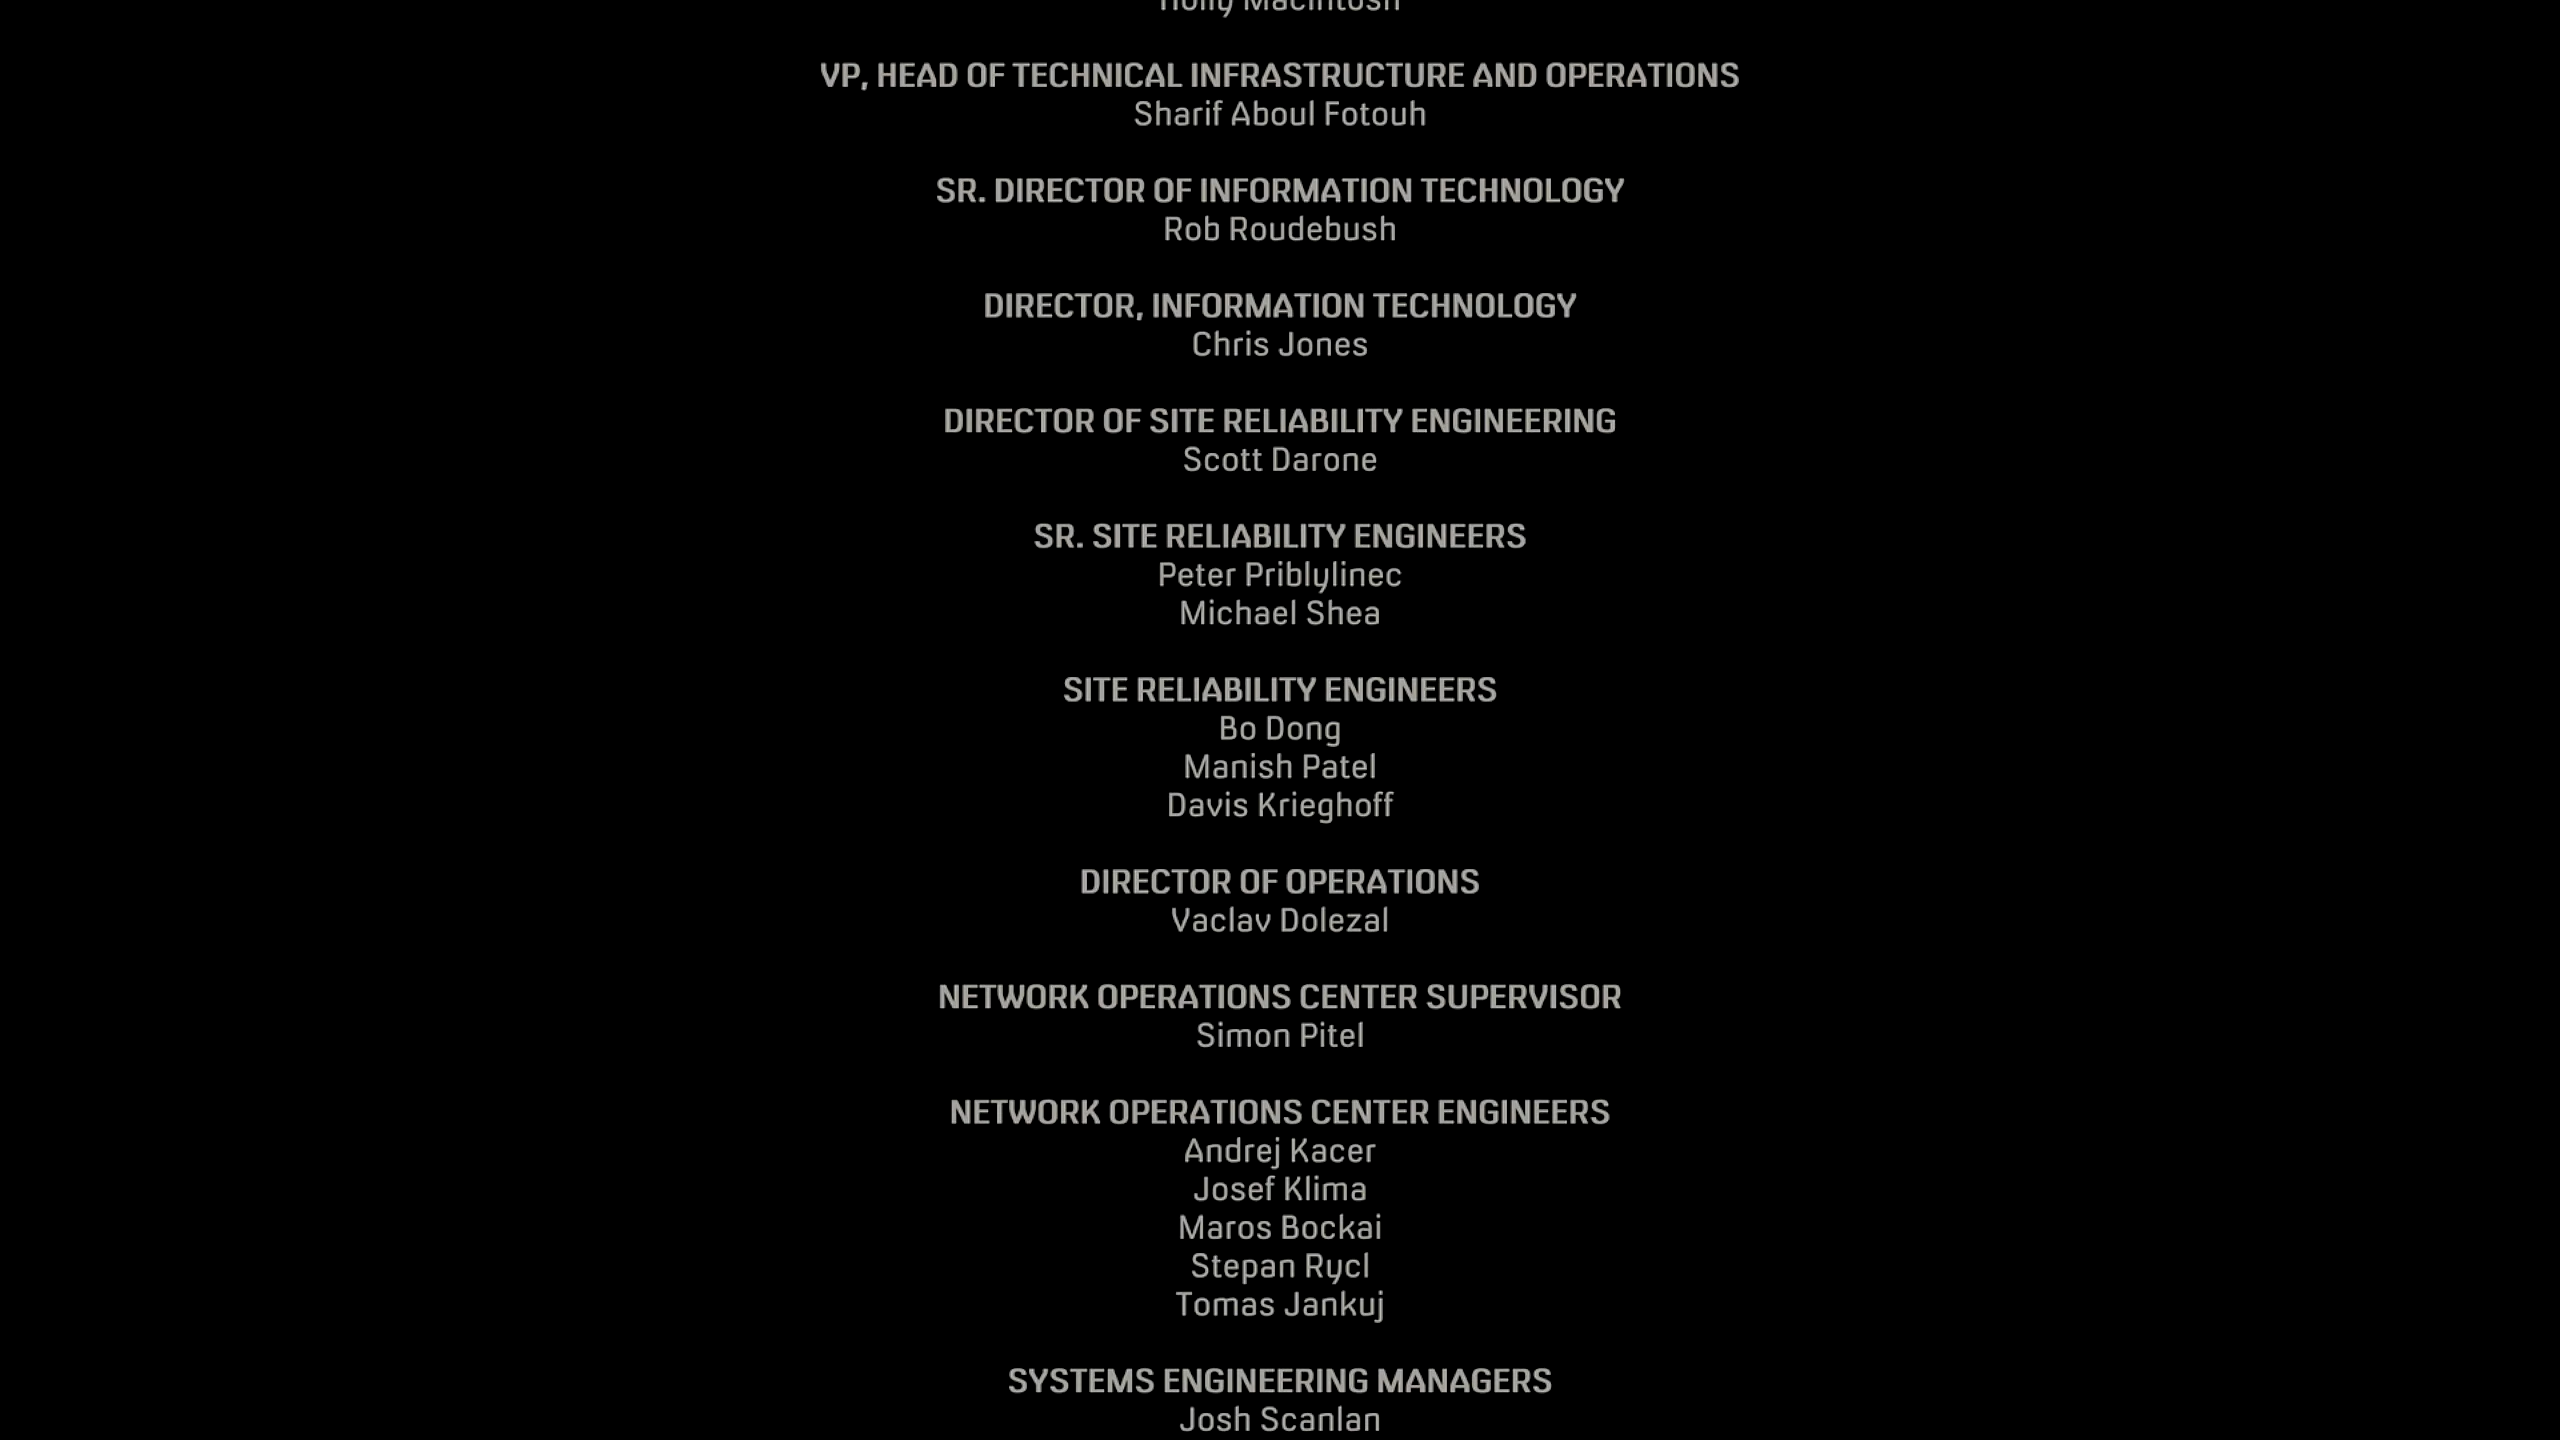 Holly MacIntosh
VP, HEAD OF TECHNICAL INFRASTRUCTURE AND OPERATIONS
Sharif Aboul Fotouh
SR. DIRECTOR OF INFORMATION TECHNOLOGY
Rob Roudebush
DIRECTOR, INFORMATION TECHNOLOGY
Chris Jones
DIRECTOR OF SITE RELIABILITY ENGINEERING
Scott Darone
SR. SITE RELIABILITY ENGINEERS
Peter Priblylinec
Michael Shea
SITE RELIABILITY ENGINEERS
Bo Dong
Manish Patel
Davis Krieghoff
DIRECTOR OF OPERATIONS
Vaclav Dolezal
NETWORK OPERATIONS CENTER SUPERVISOR
Simon Pitel
NETWORK OPERATIONS CENTER ENGINEERS
Andrej Kacer
Josef Klima
Maros Bockai
Stepan Rycl
Tomas Jankuj
SYSTEMS ENGINEERING MANAGERS
Josh Scanlan